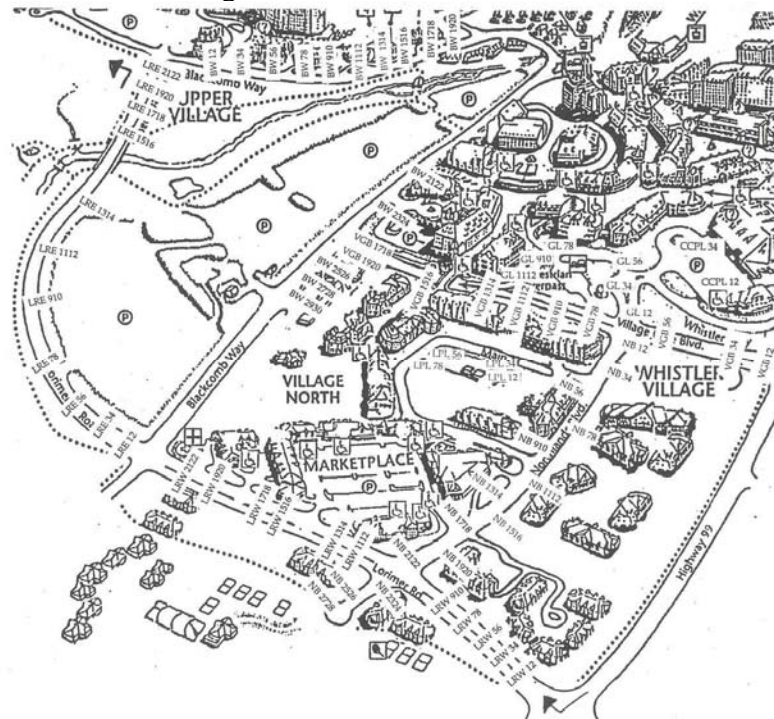 BW 12
BW 34
BW 56
BW 78
BW 910
BW 1112
BW 1314
BW 1516
BW 1718
BW 1920
P
P
P
Blackcomb Way
LRE 2122
LRE 1920
LRE 1718
LRE 1516
UPPER
VILLAGE
P
P
P
LRE 1314
LRE 1112
LRE 910
LRE 78
LRE 56
LRE 34
LRE 12
Lorimer
Rd.
P
P
Blackcomb Way
BW 2122
BW 2324
BW 2526
BW 2728
BW 2930
VGB 1718
VGB 1920
VGB 1516
VGB 1314
VGB 1112
VGB 910
VGB 78
VGB 56
VGB 34
VGB 12
GL 78
GL 910
GL 1112
GL 56
GL 34
GL 12
CCPL 34
CCPL 12
P
Village
Whistler
Blvd.
WHISTLER
VILLAGE
Main
LPL 56
LPL 78
LPL 34
LPL 12
VILLAGE
NORTH
NB 12
NB 34
NB 56
NB 78
NB 910
NB 1112
NB 1314
NB 1516
NB 1718
NB 1920
NB 2122
NB 2324
NB 2526
NB 2728
MARKETPLACE
P
LRW 2122
LRW 1920
LRW 1718
LRW 1516
LRW 1314
LRW 1112
Lorimer Rd
LRW 910
LRW 78
LRW 56
LRW 34
LRW 12
Highway 99